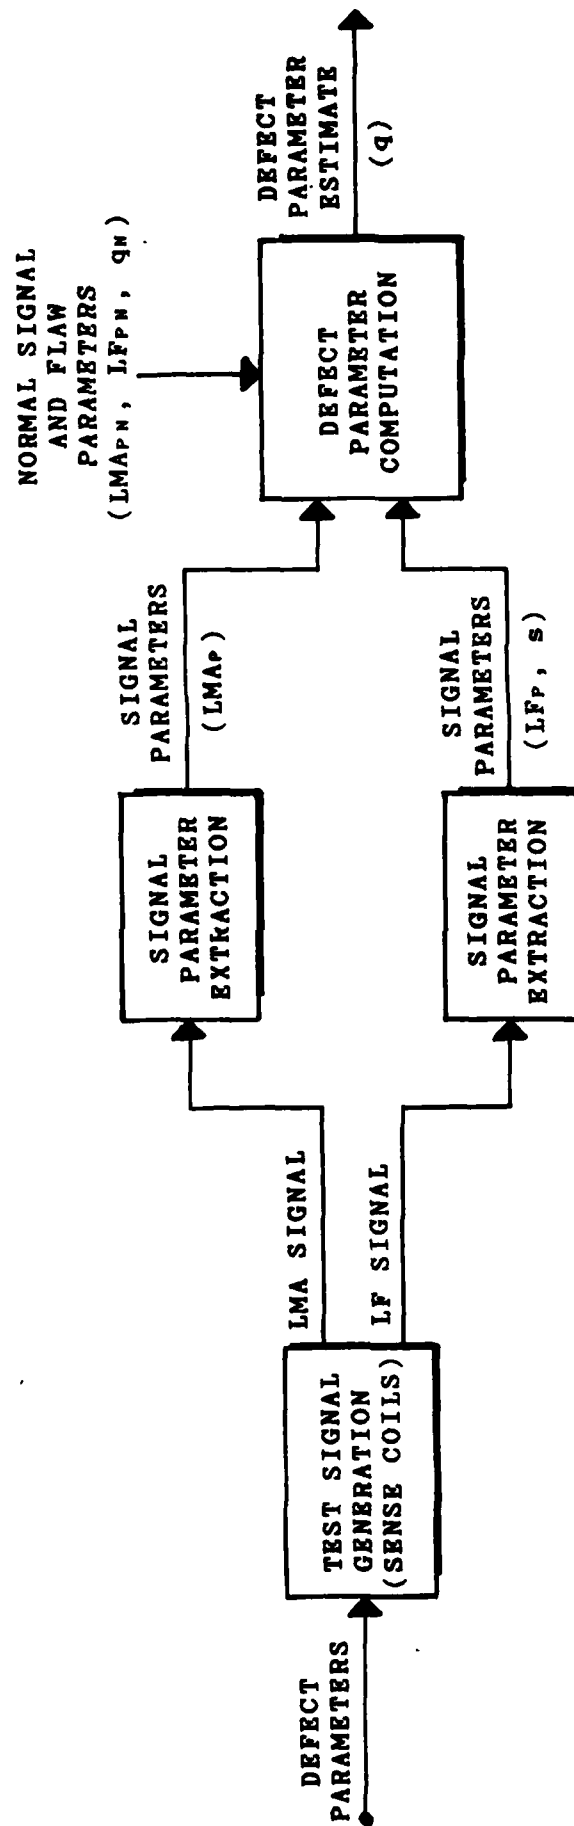 DEFECT
PARAMETERS
TEST SIGNAL
GENERATION
(SENSE COILS)
LMA SIGNAL
LF SIGNAL
SIGNAL
PARAMETER
EXTRACTION
SIGNAL
PARAMETERS
(LMAP)
SIGNAL
PARAMETER
EXTRACTION
SIGNAL
PARAMETERS
(LFP, s)
NORMAL SIGNAL
AND FLAW
PARAMETERS
(LMAPN, LFPN, qN)
DEFECT
PARAMETER
COMPUTATION
DEFECT
PARAMETER
ESTIMATE
(q)